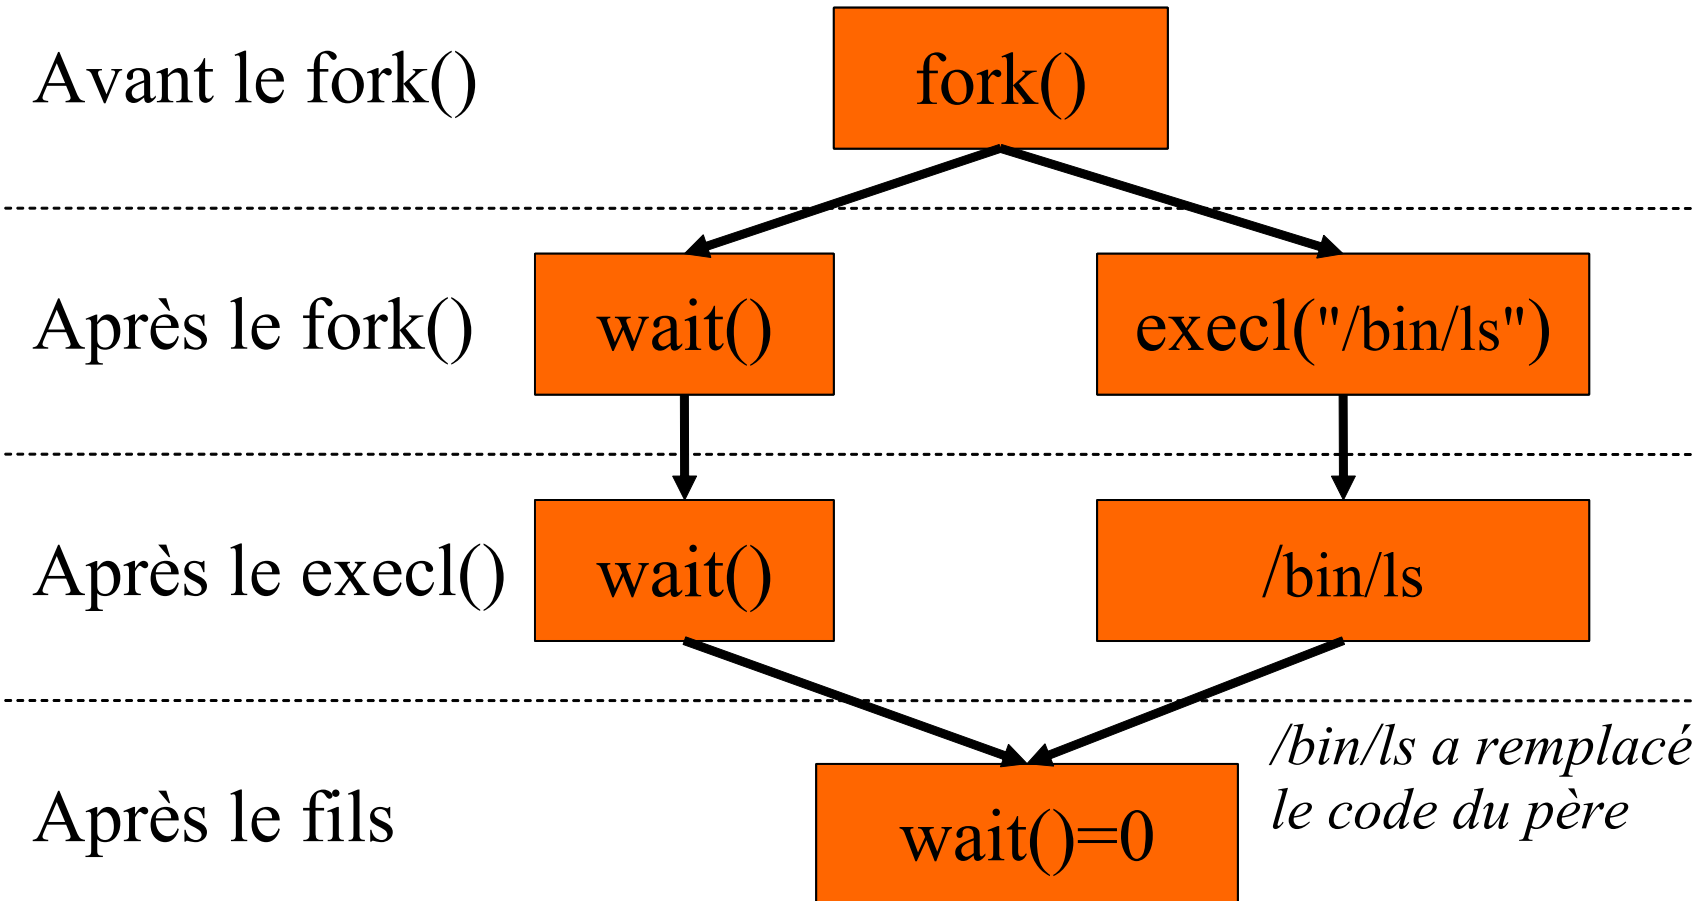 Avant le fork()
fork()
Après le fork()
wait()
execl("/bin/ls")
Après le execl()
wait()
/bin/ls
/bin/ls a remplacé
le code du père
Après le fils
wait()=0